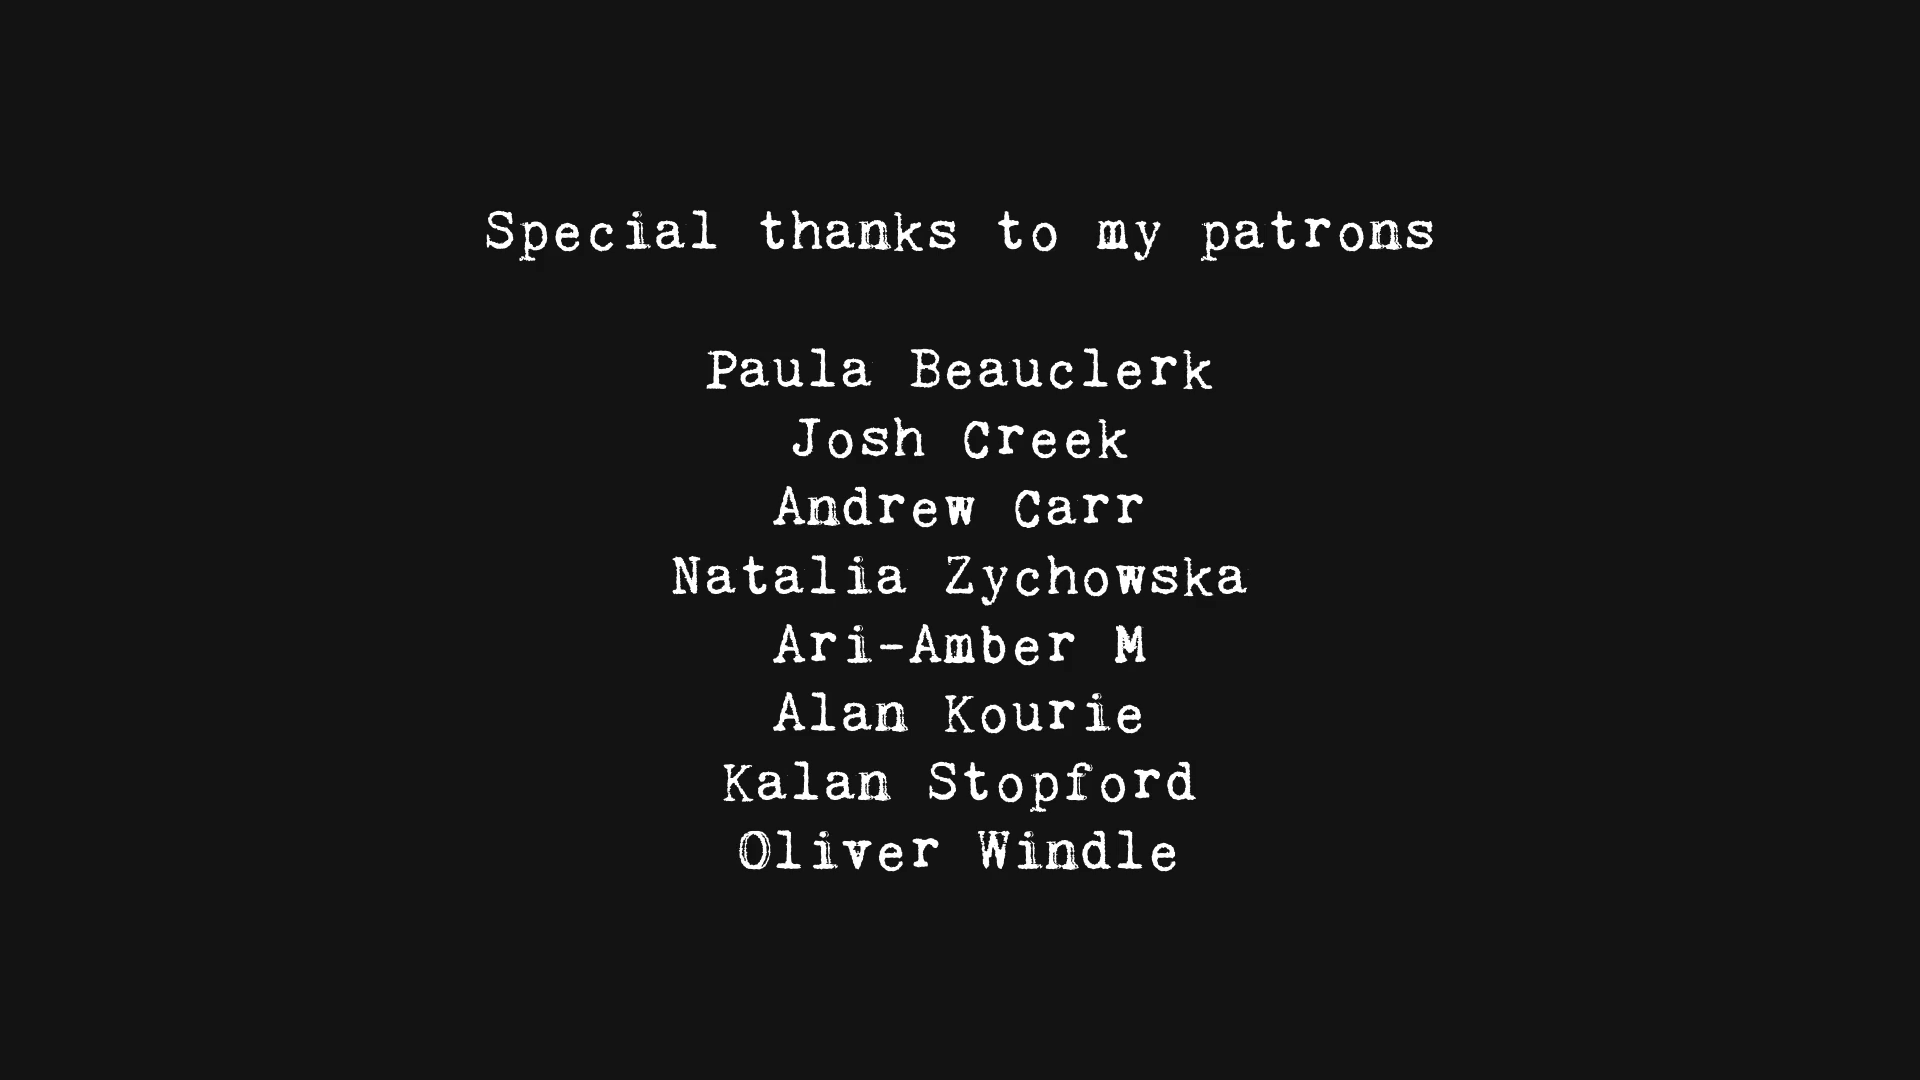 Special thanks to my patrons
Paula Beauclerk
Josh Creek
Andrew Carr
Natalia Zychowska
Ari-Amber M
Alan Kourie
Kalan Stopford
Oliver Windle